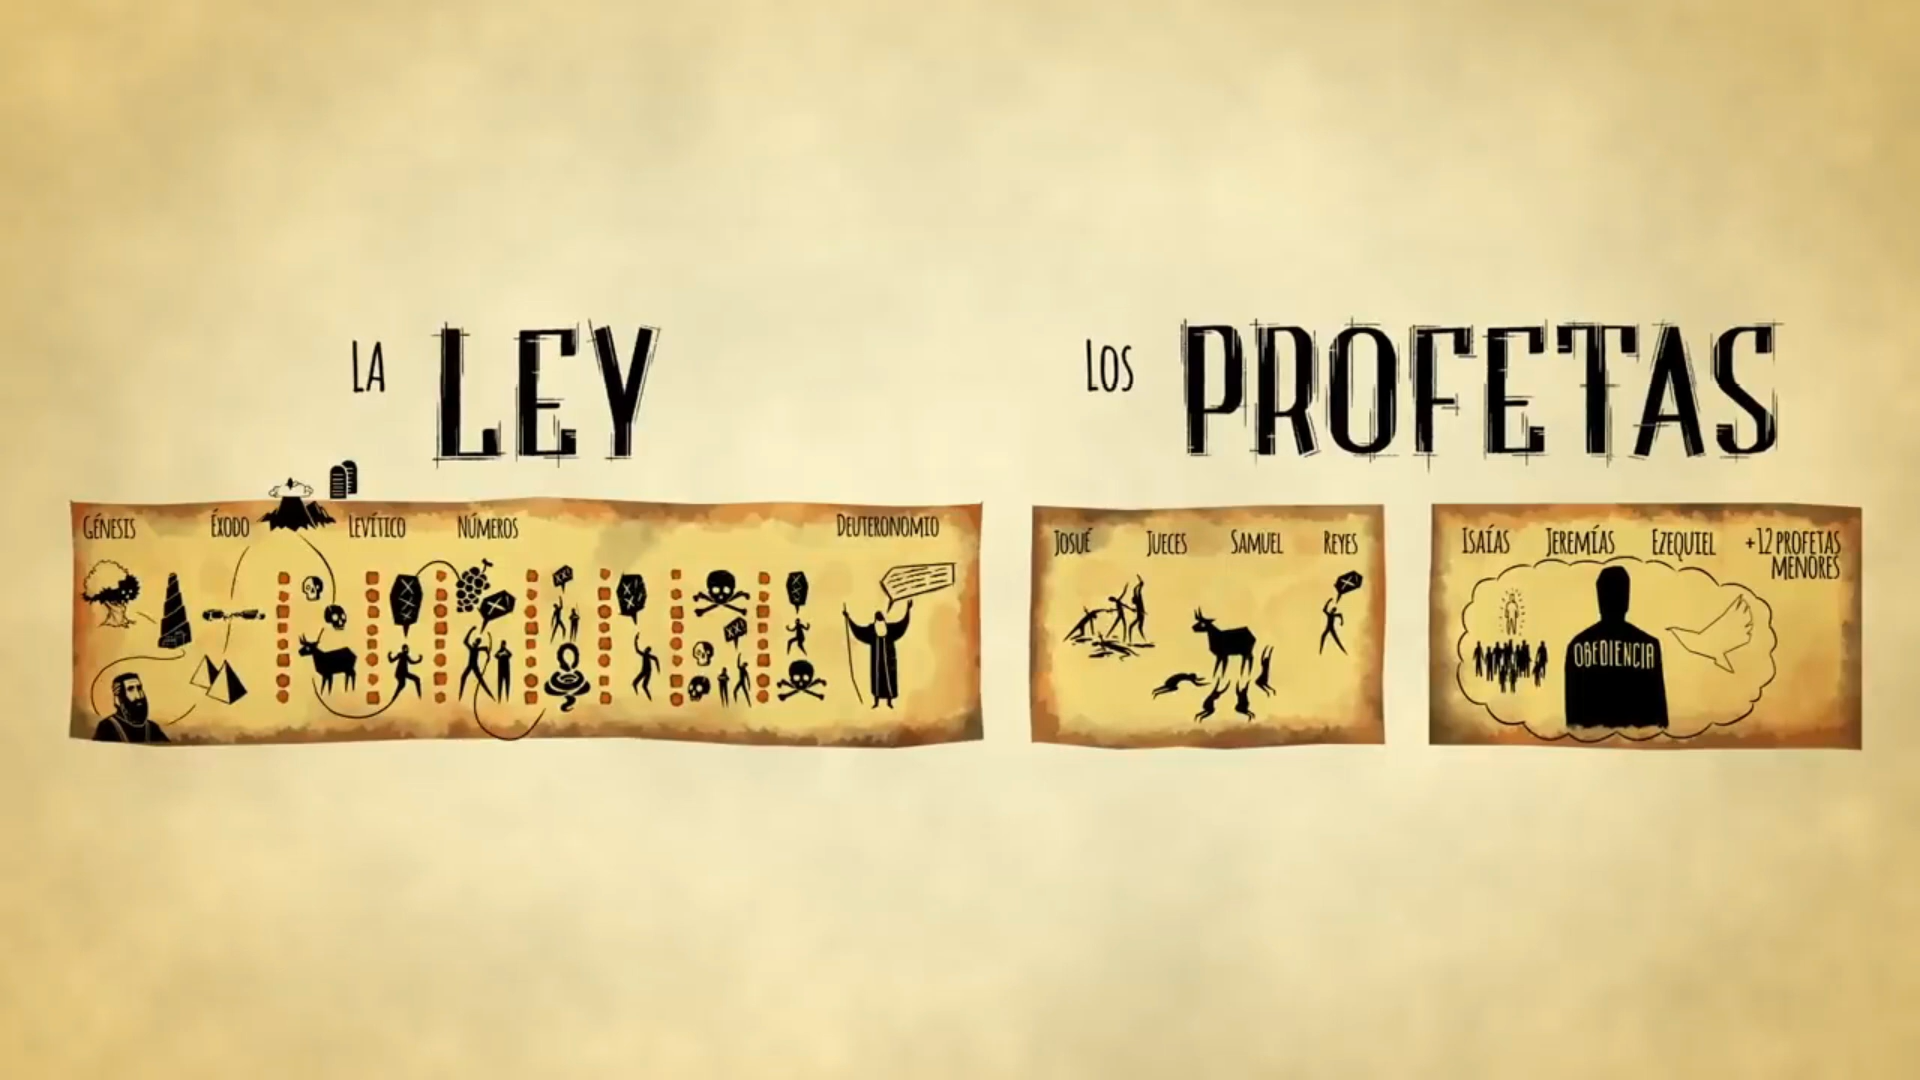 LA LEY
LOS PROFETAS
GÉNESIS ÉXODO LEVÍTICO NÚMEROS DEUTERONOMIO
JOSUÉ JUECES SAMUEL REYES
ISAÍAS JEREMÍAS EZEQUIEL +12 PROFETAS
MENORES
OBEDIENCIA